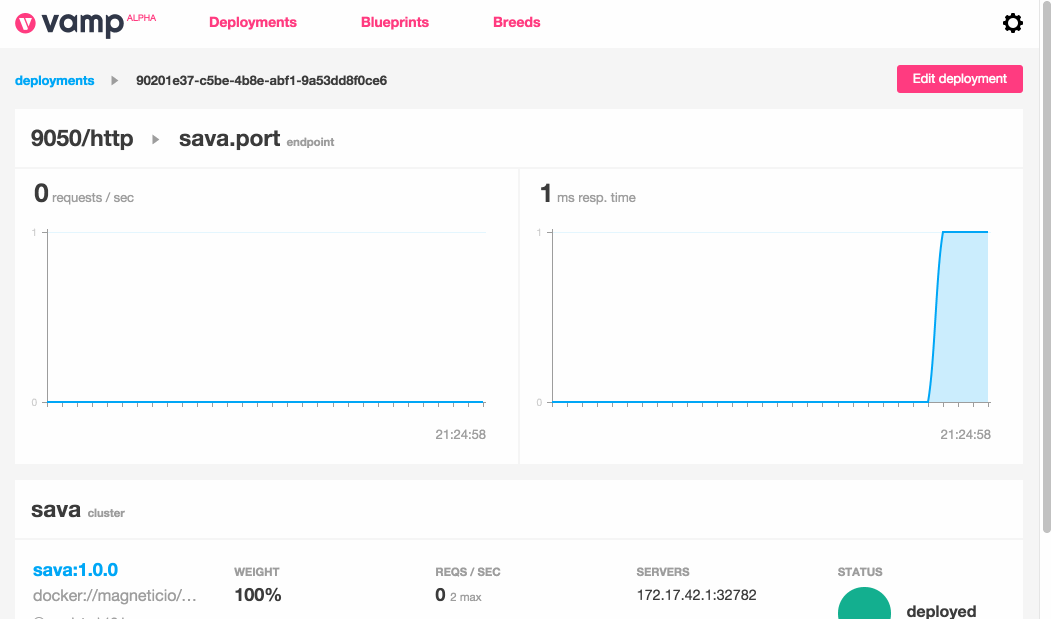 vamp ALPHA Deployments Blueprints Breeds
deployments 90201e37-c5be-4b8e-abf1-9a53dd8f0ce6 Edit deployment
9050/http sava.port endpoint
0 requests / sec
1 ms resp. time
1
0
21:24:58
1
0
21:24:58
sava cluster
sava:1.0.0 WEIGHT REQS / SEC SERVERS STATUS
docker://magneticio/... 100% 0 2 max 172.17.42.1:32782
deployed